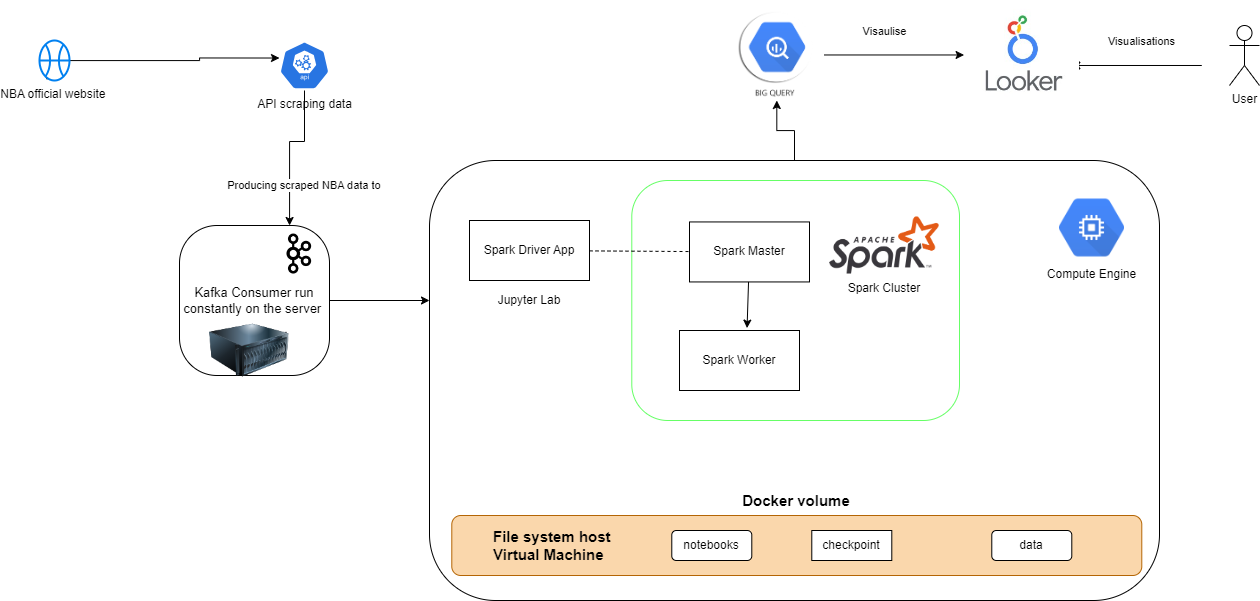 Visaulise
Visualisations
NBA official website
api
API scraping data
BIG QUERY
Looker
User
Producing scraped NBA data to
Kafka Consumer run
constantly on the server
Spark Driver App
Jupyter Lab
Spark Master
APACHE
Spark
Spark Cluster
Spark Worker
Compute Engine
Docker volume
File system host
Virtual Machine
notebooks
checkpoint
data